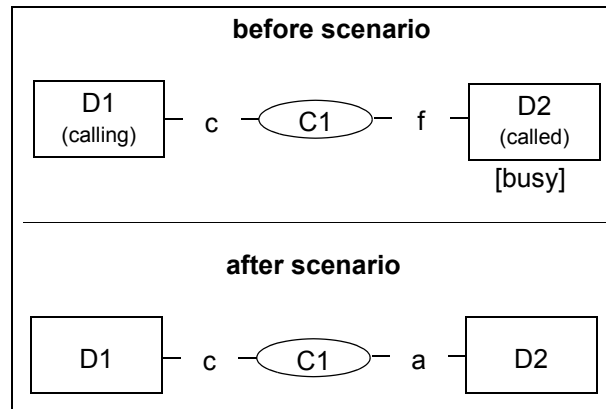 before scenario
D1
(calling)
c
C1
f
D2
(called)
[busy]
after scenario
D1
c
C1
a
D2